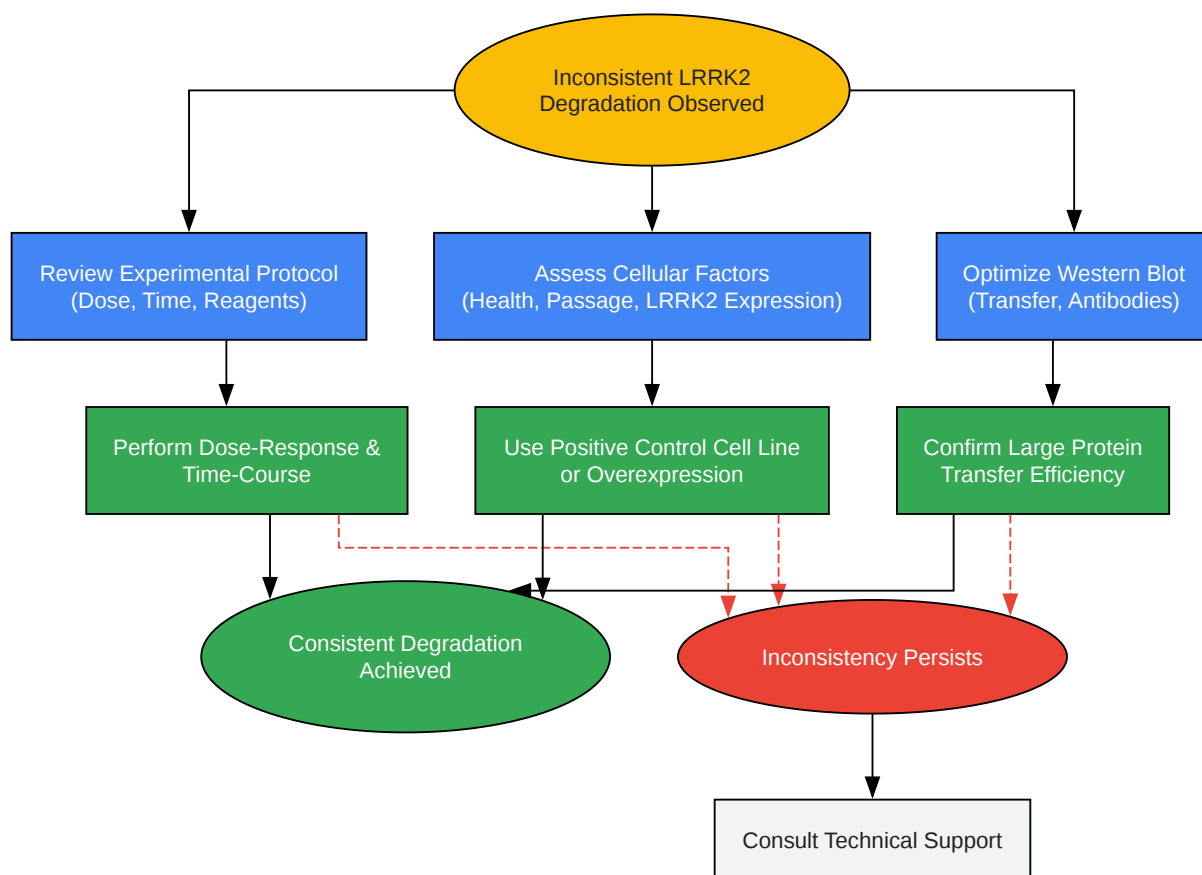 Inconsistent LRRK2
Degradation Observed
Review Experimental Protocol
(Dose, Time, Reagents)
Assess Cellular Factors
(Health, Passage, LRRK2 Expression)
Optimize Western Blot
(Transfer, Antibodies)
Perform Dose-Response &
Time-Course
Use Positive Control Cell Line
or Overexpression
Confirm Large Protein
Transfer Efficiency
Consistent Degradation
Achieved
Inconsistency Persists
Consult Technical Support